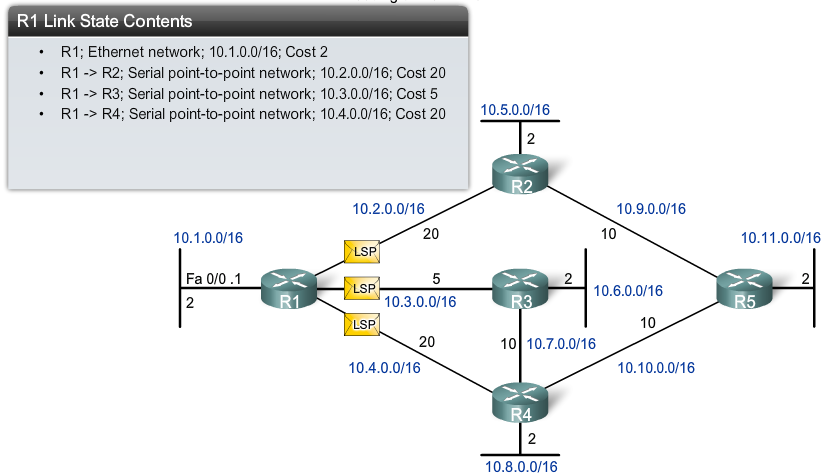 R1 Link State Contents
• R1; Ethernet network; 10.1.0.0/16; Cost 2
• R1 -> R2; Serial point-to-point network; 10.2.0.0/16; Cost 20
• R1 -> R3; Serial point-to-point network; 10.3.0.0/16; Cost 5
• R1 -> R4; Serial point-to-point network; 10.4.0.0/16; Cost 20
10.5.0.0/16
2
R2
10.2.0.0/16
20
10.9.0.0/16
10
10.1.0.0/16
Fa 0/0 .1
2
R1
LSP
LSP
LSP
5
10.3.0.0/16
R3
2
10.6.0.0/16
10.11.0.0/16
2
R5
20
10.4.0.0/16
10
10.7.0.0/16
10
10.10.0.0/16
R4
2
10.8.0.0/16